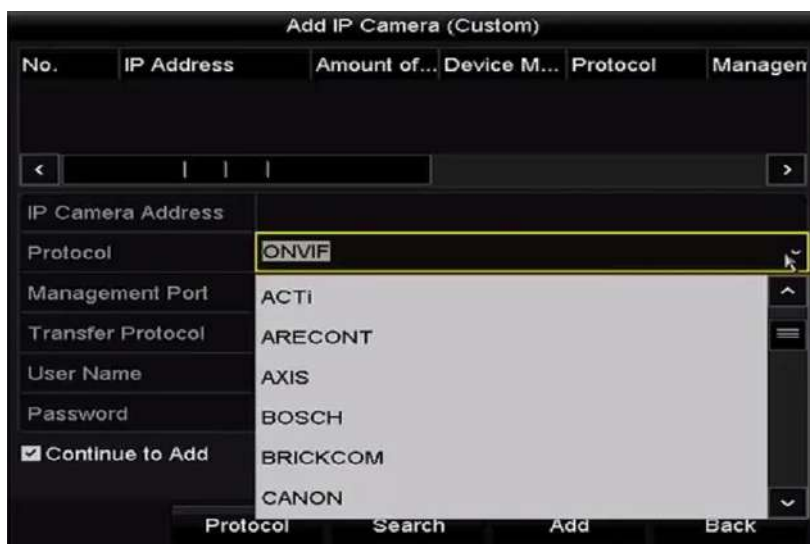 Add IP Camera (Custom)
No. IP Address Amount of... Device M... Protocol Managem
IP Camera Address
Protocol ONVIF
Management Port ACTi
Transfer Protocol ARECONT
User Name AXIS
Password BOSCH
Continue to Add BRICKCOM
CANON
Protocol Search Add Back